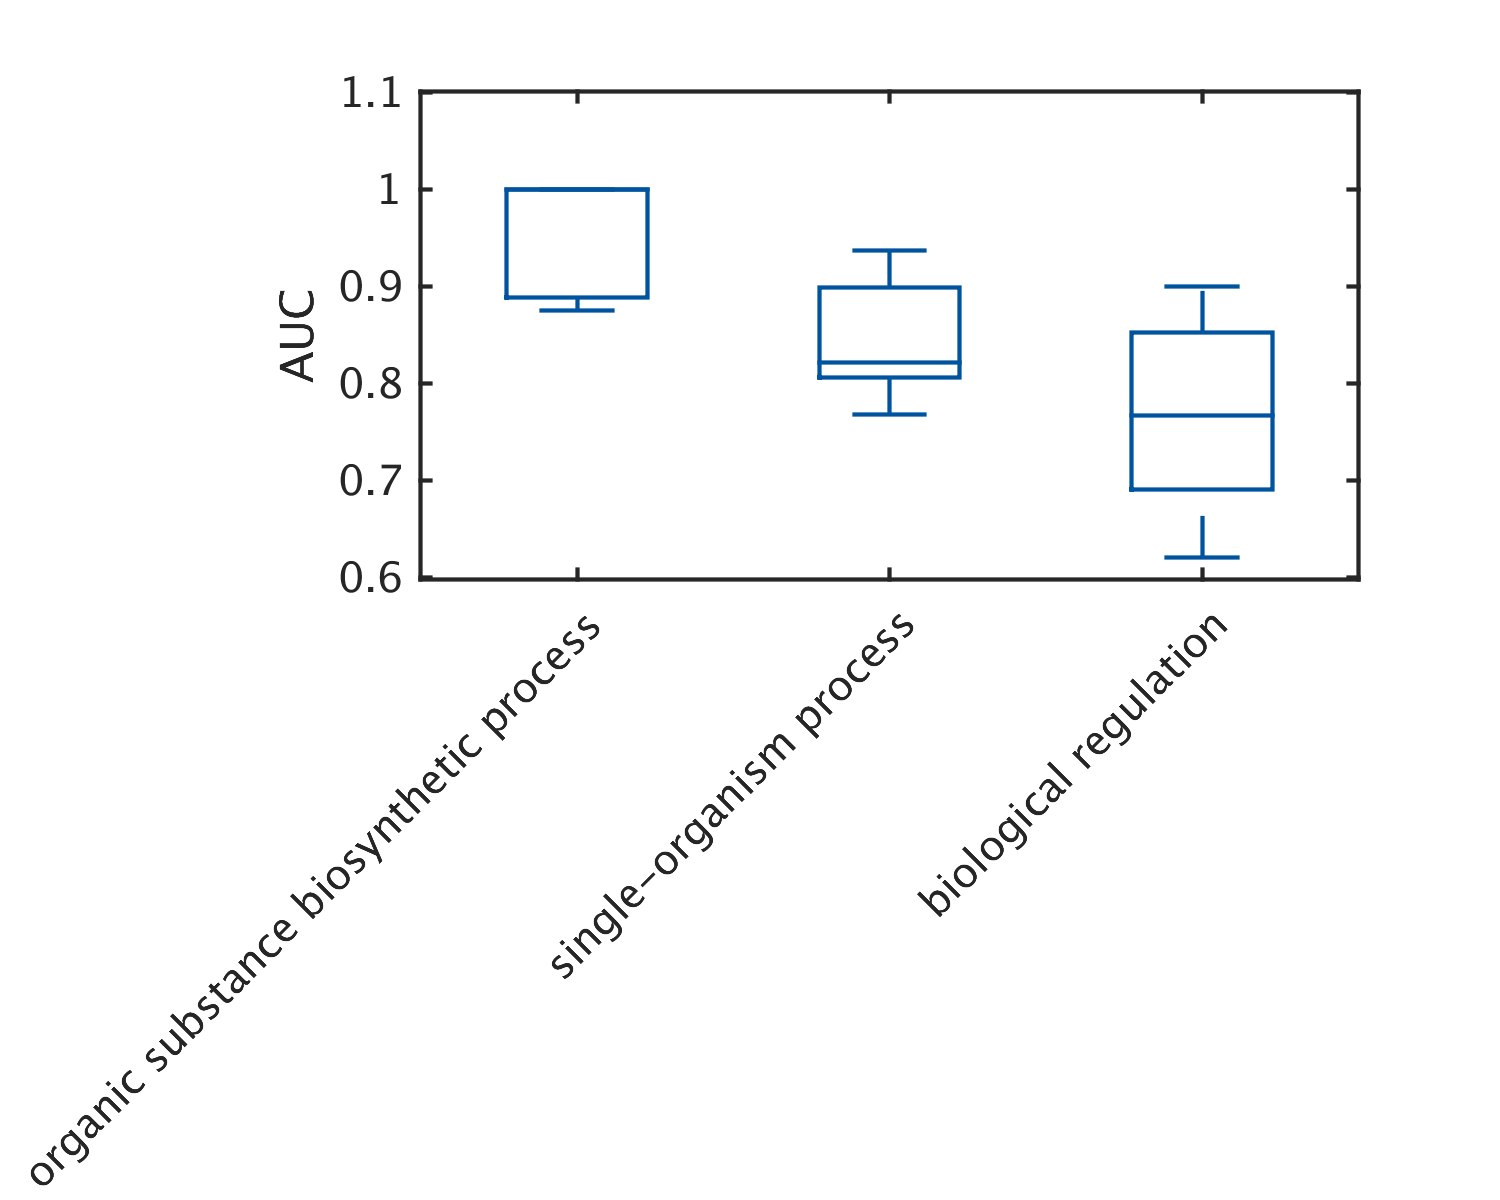 1.1
1
0.9
0.8
0.7
0.6
AUC
organic substance biosynthetic process
single−organism process
biological regulation